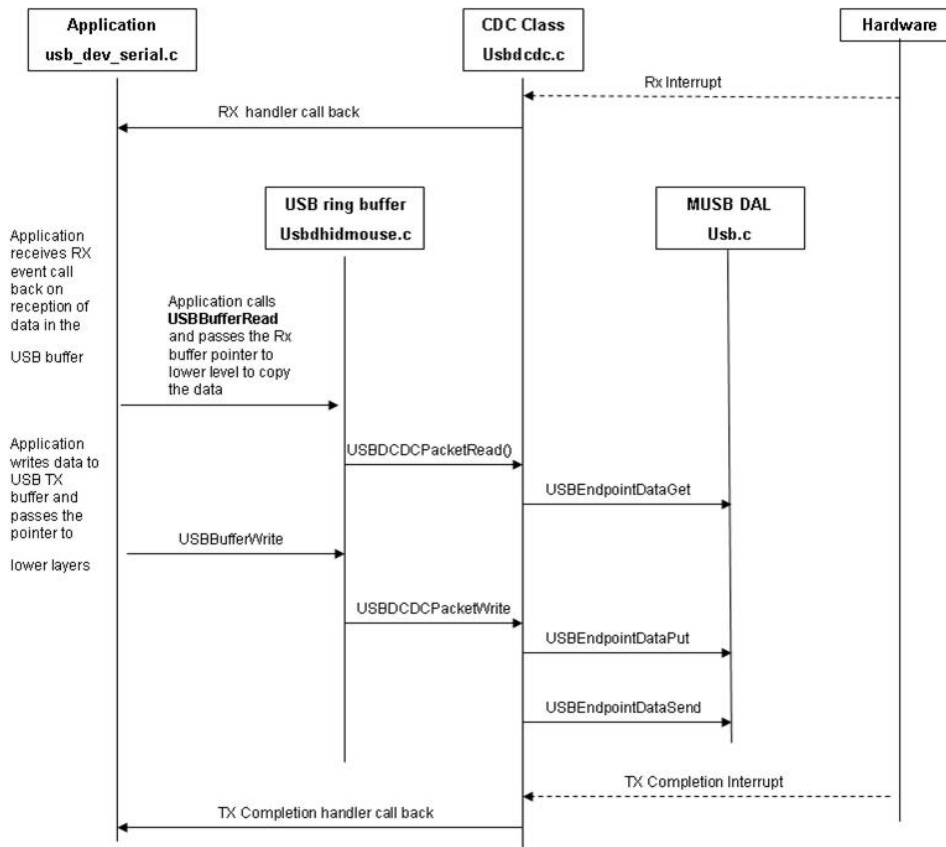 Application
usb_dev_serial.c
CDC Class
Usbdcdc.c
Hardware
Rx Interrupt
RX handler call back
USB ring buffer
Usbdhidmouse.c
MUSB DAL
Usb.c
Application
receives RX
event call
back on
reception of
data in the
USB buffer
Application calls
USBBufferRead
and passes the Rx
buffer pointer to
lower level to copy
the data
Application
writes data to
USB TX
buffer and
passes the
pointer to
lower layers
USBDCDCPacketRead()
USBEndpointDataGet
USBBufferWrite
USBDCDCPacketWrite
USBEndpointDataPut
USBEndpointDataSend
TX Completion Interrupt
TX Completion handler call back